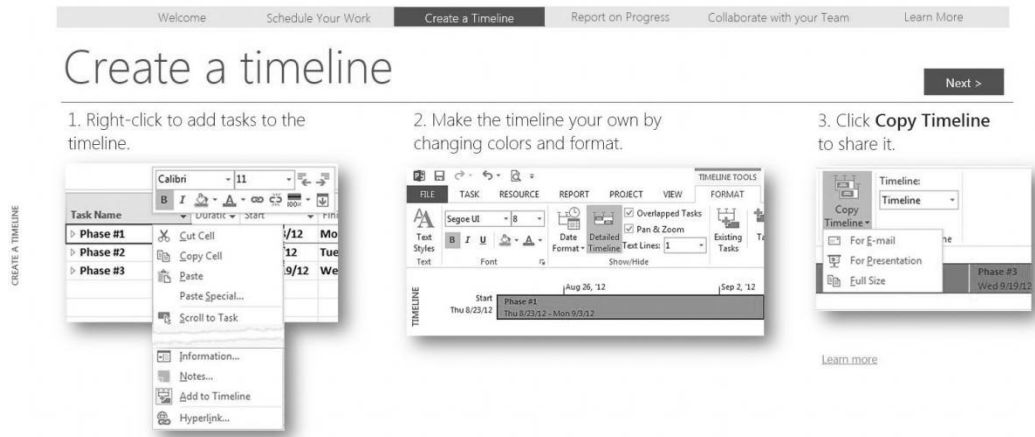 Welcome Schedule Your Work Create a Timeline Report on Progress Collaborate with your Team Learn More
Create a timeline
Next >
CREATE A TIMELINE
1. Right-click to add tasks to the
timeline.
Calibri 11
B I A
Task Name Duratic Start Fini
Phase #1 /12 Mo
Phase #2 '12 Tue
Phase #3 .9/12 We
Cut Cell
Copy Cell
Paste
Paste Special...
Scroll to Task
Information...
Notes...
Add to Timeline
Hyperlink...
2. Make the timeline your own by
changing colors and format.
TIMELINE TOOLS
FILE TASK RESOURCE REPORT PROJECT VIEW FORMAT
Segoe UI 8
B I U A
Text
Styles
Text
Font
Date
Format
Detailed
Timeline
Overlapped Tasks
Pan & Zoom
Text Lines: 1
Show/Hide
Existing
Tasks
Ta
TIMELINE
Aug 26, '12 Sep 2, '12
Start
Thu 8/23/12
Phase #1
Thu 8/23/12 - Mon 9/3/12
3. Click Copy Timeline
to share it.
Copy
Timeline
Timeline:
Timeline
ne
For E-mail
For Presentation
Full Size
Phase #3
Wed 9/19/12
Learn more